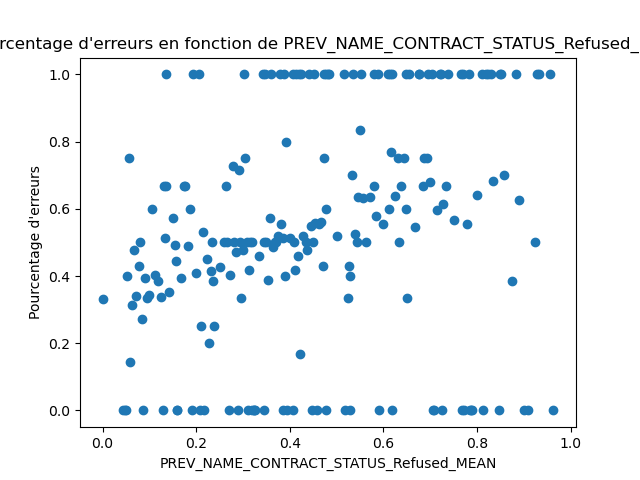 rcentage d'erreurs en fonction de PREV_NAME_CONTRACT_STATUS_Refused_
1.0
0.8
0.6
0.4
0.2
0.0
Pourcentage d'erreurs
0.0 0.2 0.4 0.6 0.8 1.0
PREV_NAME_CONTRACT_STATUS_Refused_MEAN